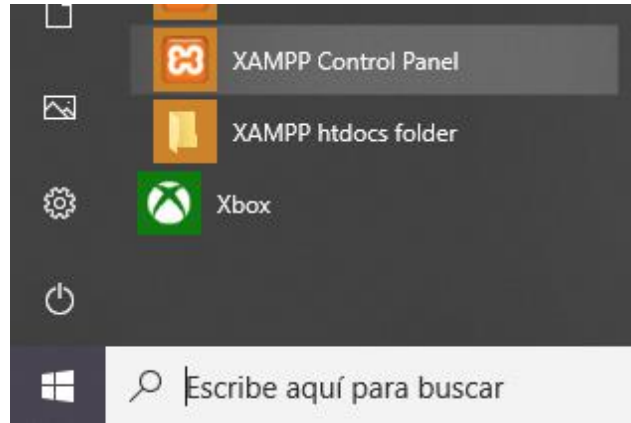 XAMPP Control Panel
XAMPP htdocs folder
Xbox
Escribe aquí para buscar